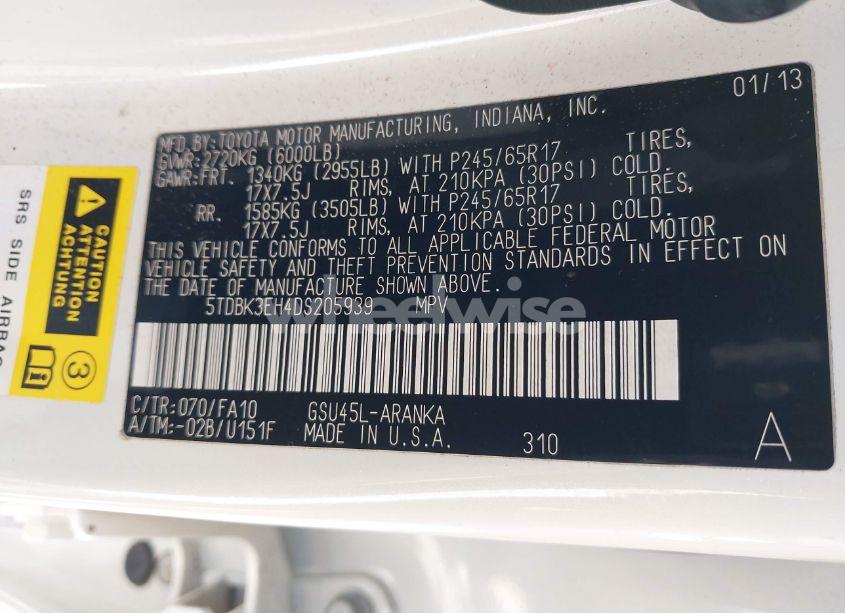 01/13
MFD. BY: TOYOTA MOTOR MANUFACTURING, INDIANA, INC.
GVWR: 2720KG (6000LB)
GAWR: FRT. 1340KG (2955LB) WITH P245/65R17 TIRES,
17X7.5J RIMS, AT 210KPA (30PSI) COLD.
RR. 1585KG (3505LB) WITH P245/65R17 TIRES,
17X7.5J RIMS, AT 210KPA (30PSI) COLD.
THIS VEHICLE CONFORMS TO ALL APPLICABLE FEDERAL MOTOR
VEHICLE SAFETY AND THEFT PREVENTION STANDARDS IN EFFECT ON
THE DATE OF MANUFACTURE SHOWN ABOVE.
5TDBK3EH4DS205939 MPV
C/TR: 070/FA10 GSU45L-ARANKA
A/TM: -02B/U151F MADE IN U.S.A. 310 A
SRS SIDE AIRBAG
CAUTION
ATTENTION
ACHTUNG
3
wheelwise